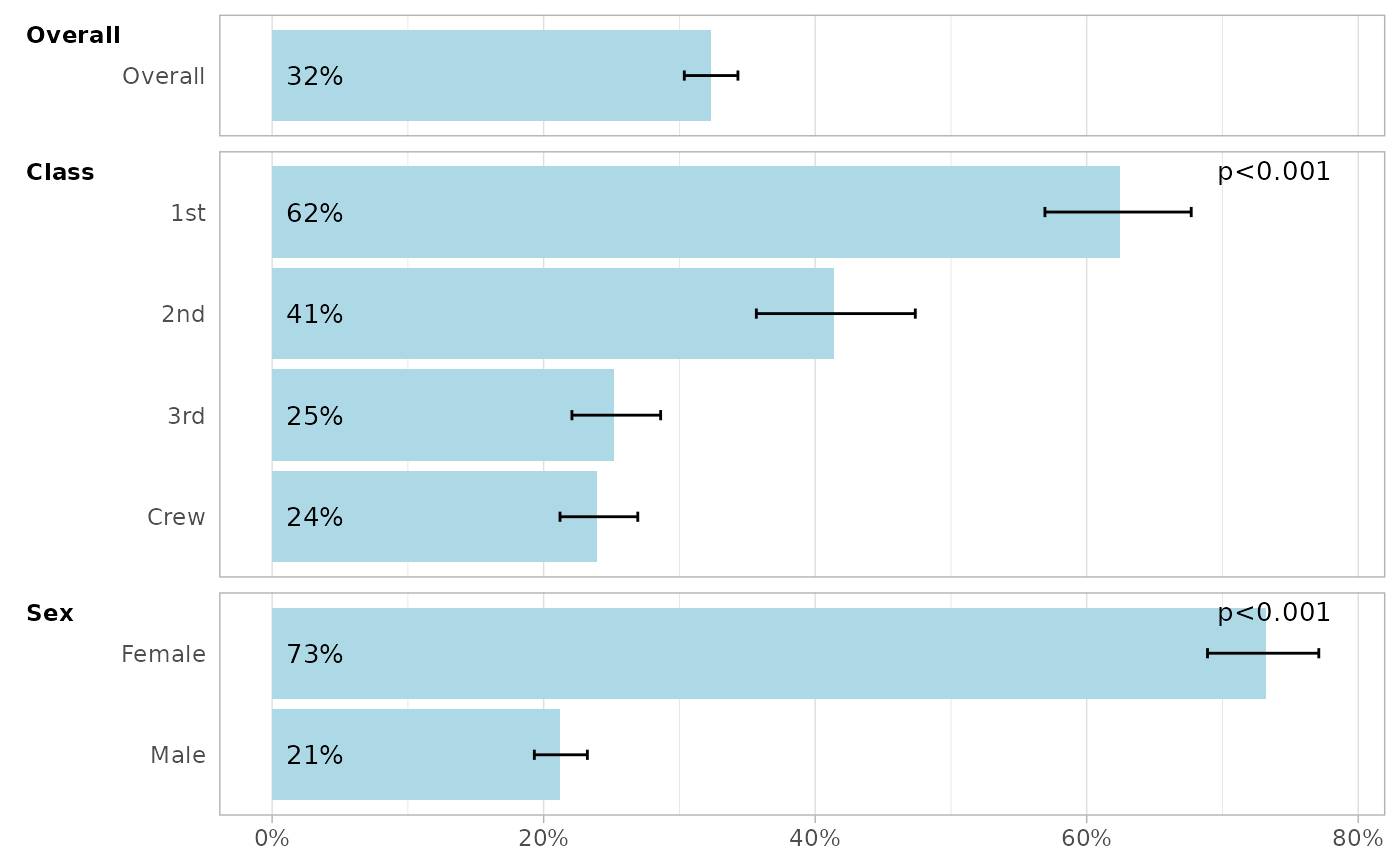 Overall
Overall 32%
Class p<0.001
1st 62%
2nd 41%
3rd 25%
Crew 24%
Sex p<0.001
Female 73%
Male 21%
0% 20% 40% 60% 80%